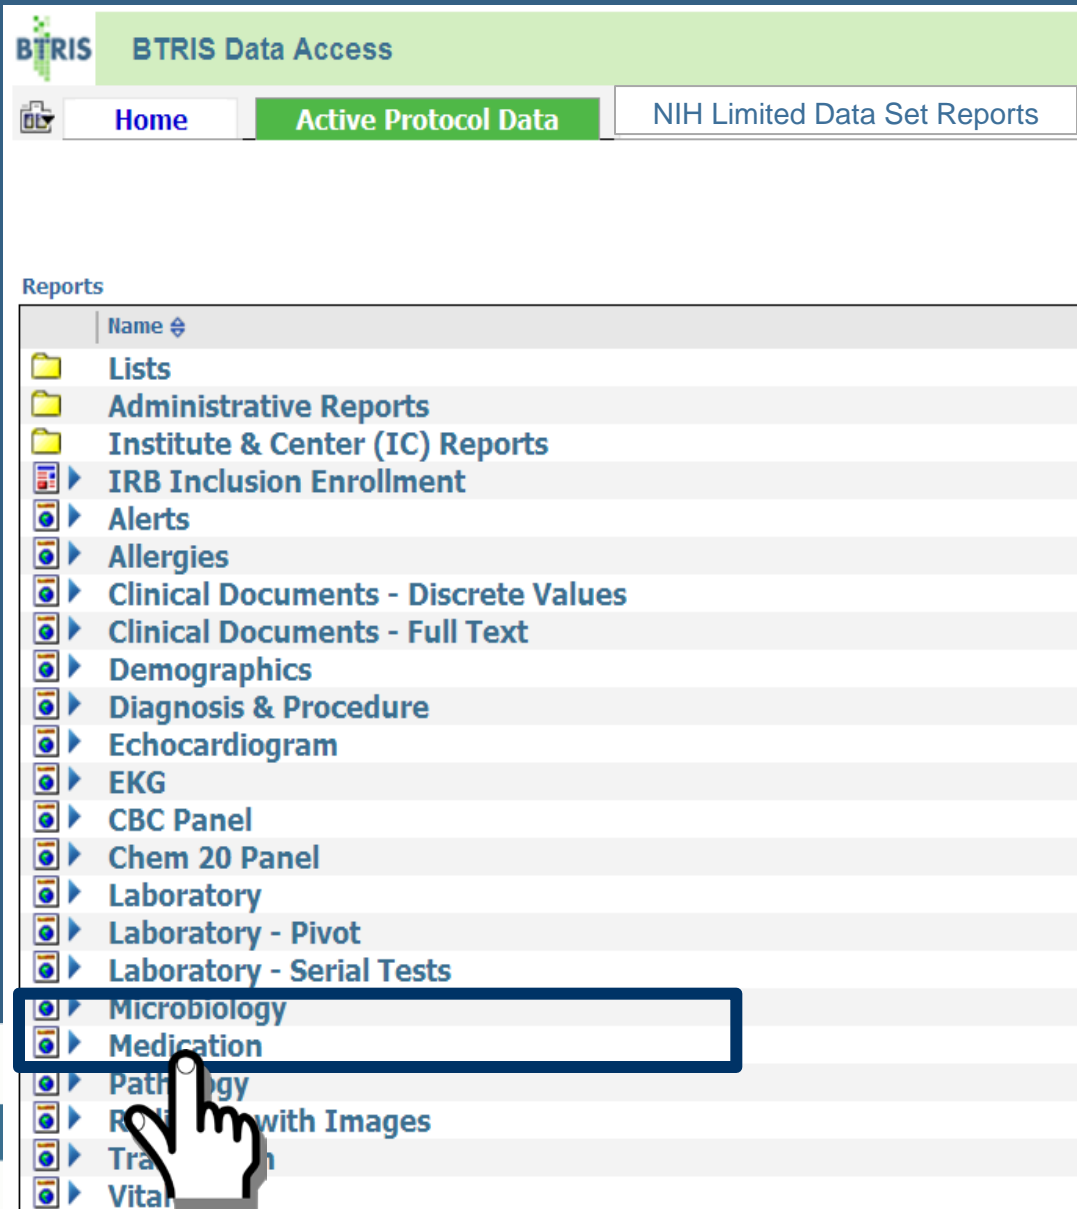 BTRIS BTRIS Data Access
Home Active Protocol Data NIH Limited Data Set Reports
Reports
Name
Lists
Administrative Reports
Institute & Center (IC) Reports
IRB Inclusion Enrollment
Alerts
Allergies
Clinical Documents - Discrete Values
Clinical Documents - Full Text
Demographics
Diagnosis & Procedure
Echocardiogram
EKG
CBC Panel
Chem 20 Panel
Laboratory
Laboratory - Pivot
Laboratory - Serial Tests
Microbiology
Medication
Pathology
with Images